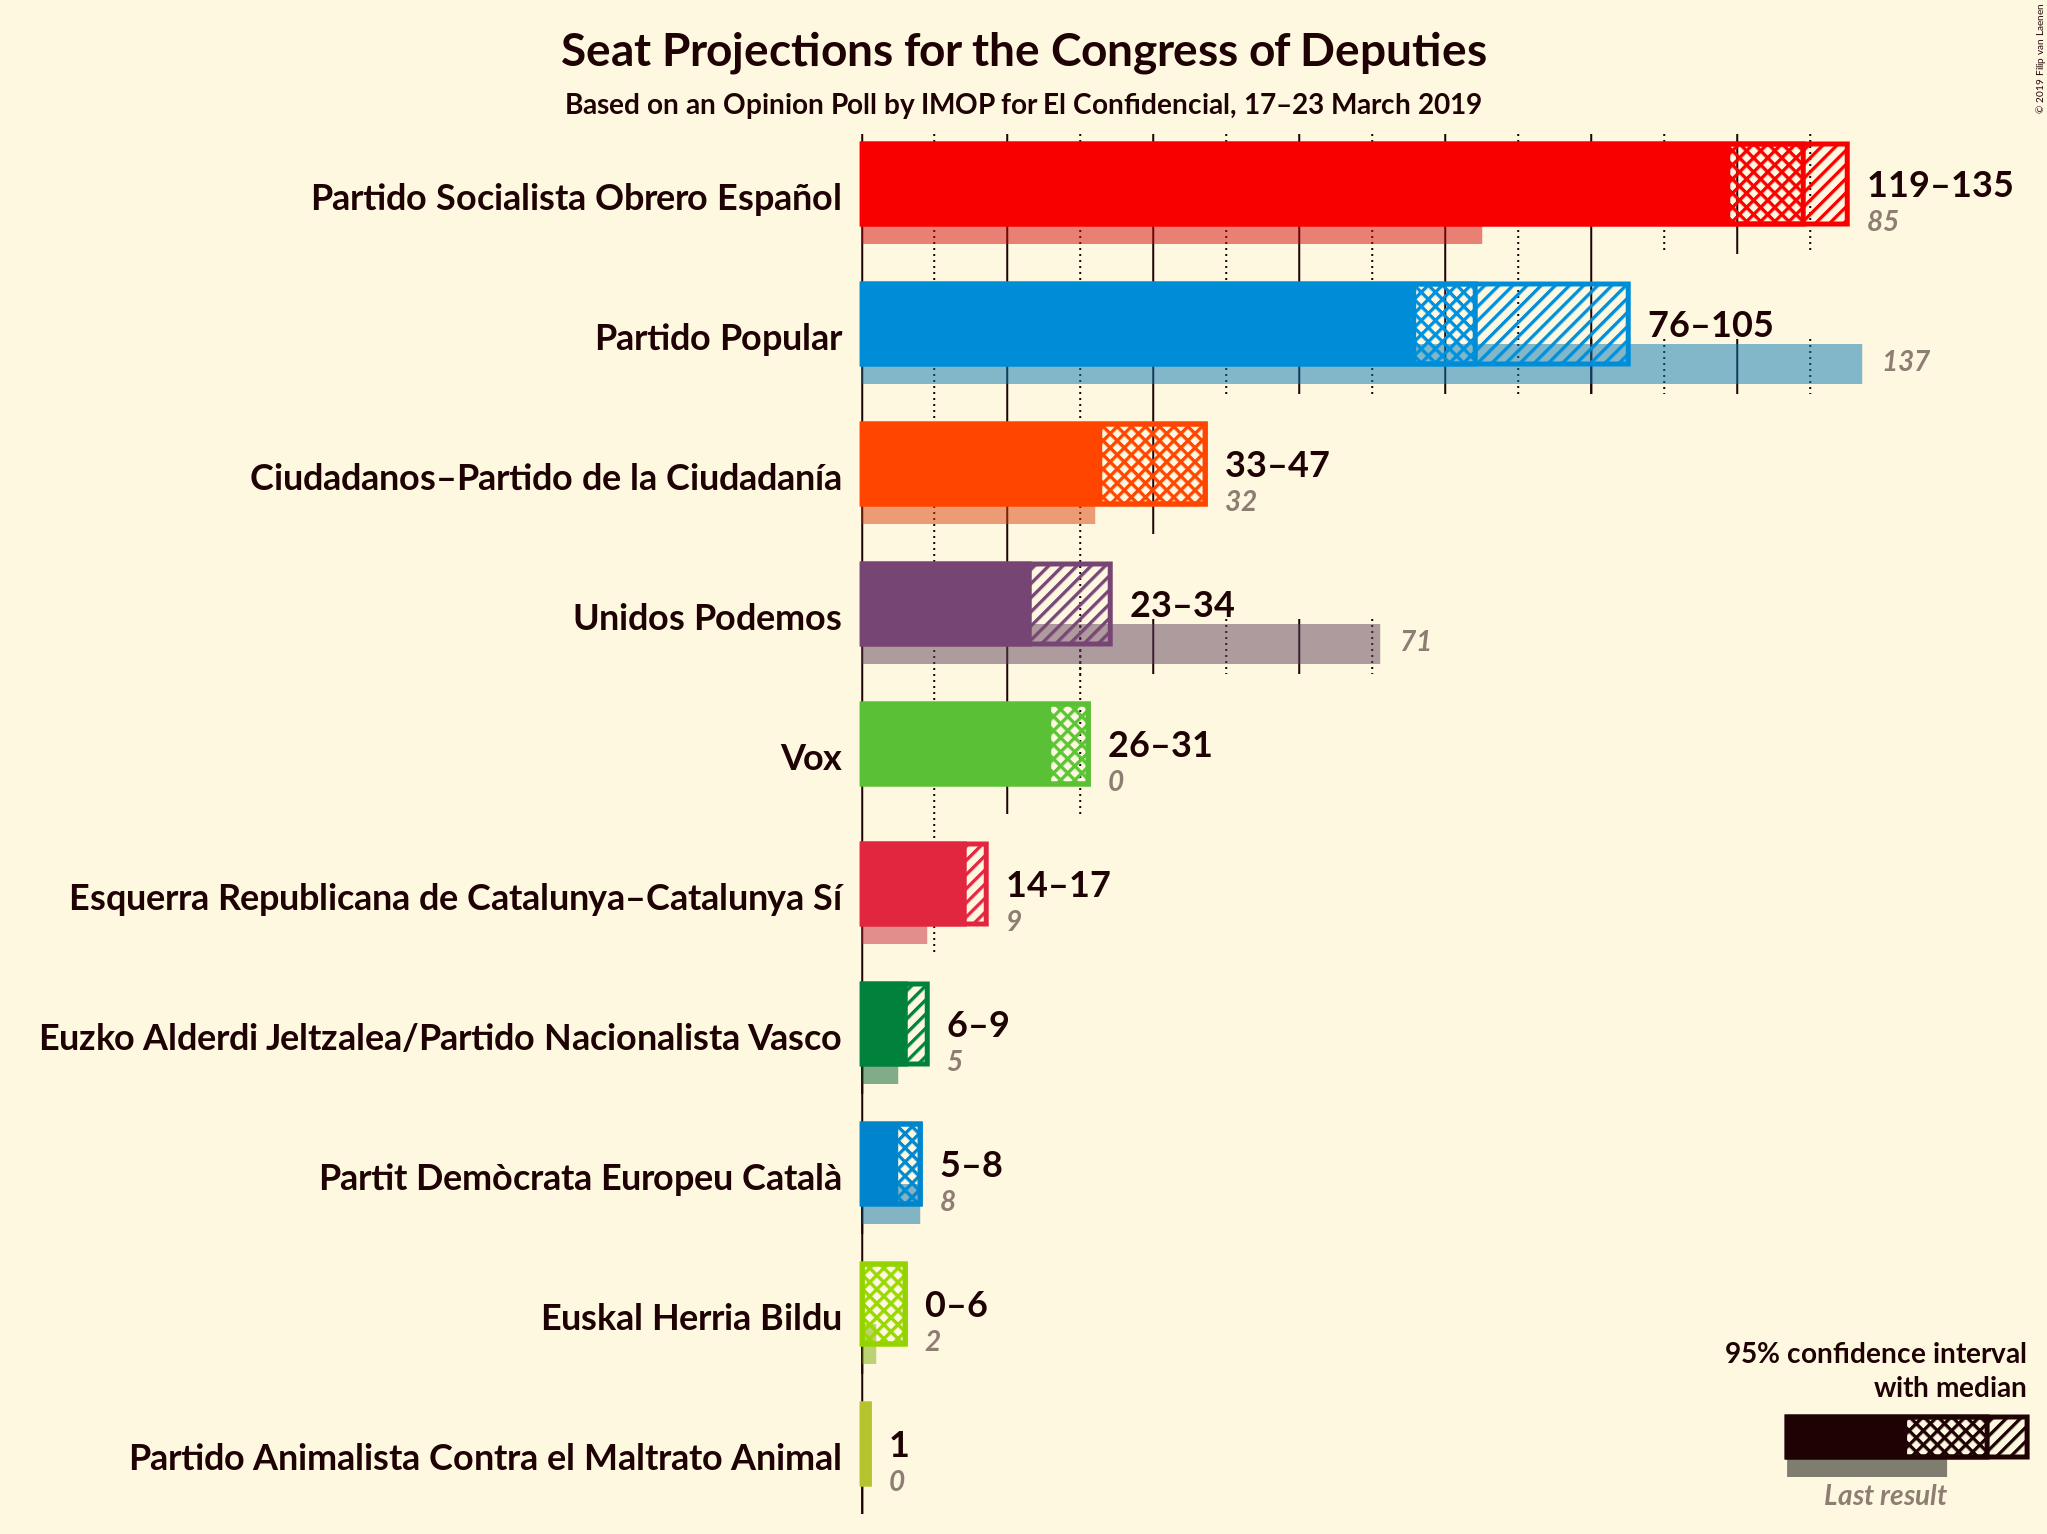 Seat Projections for the Congress of Deputies
Based on an Opinion Poll by IMOP for El Confidencial, 17–23 March 2019
© 2019 Filip van Laenen
Partido Socialista Obrero Español
119–135
85
Partido Popular
76–105
137
Ciudadanos–Partido de la Ciudadanía
33–47
32
Unidos Podemos
23–34
71
Vox
26–31
0
Esquerra Republicana de Catalunya–Catalunya Sí
14–17
9
Euzko Alderdi Jeltzalea/Partido Nacionalista Vasco
6–9
5
Partit Demòcrata Europeu Català
5–8
8
Euskal Herria Bildu
0–6
2
Partido Animalista Contra el Maltrato Animal
1
0
95% confidence interval
with median
Last result